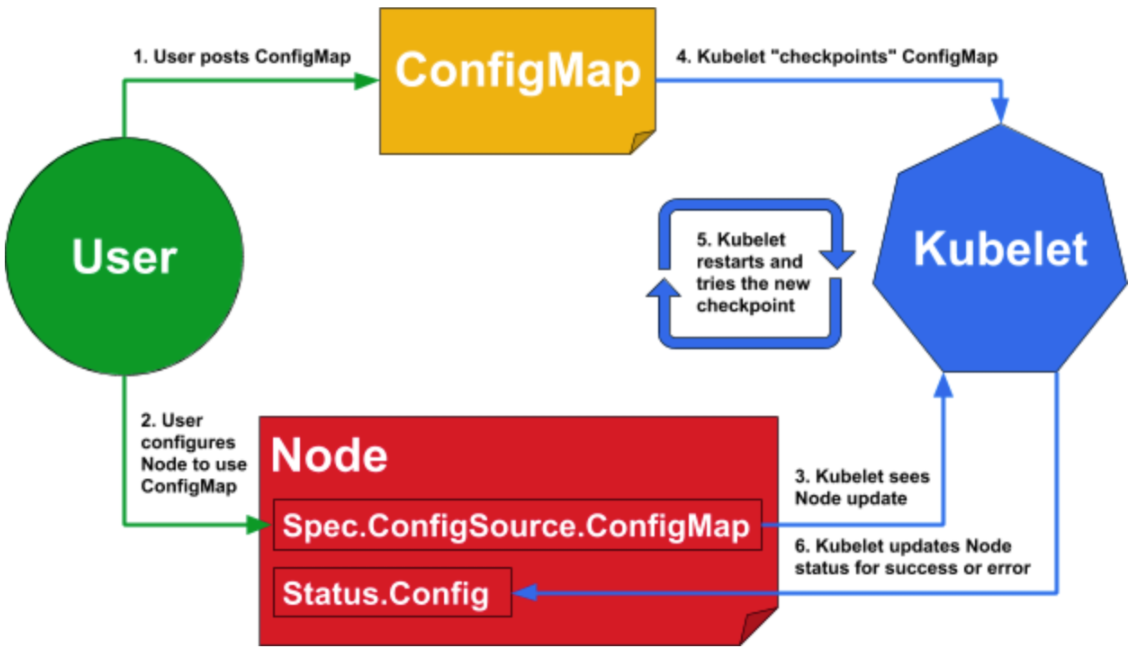 1. User posts ConfigMap
ConfigMap
4. Kubelet "checkpoints" ConfigMap
User
5. Kubelet
restarts and
tries the new
checkpoint
Kubelet
2. User
configures
Node to use
ConfigMap
Node
Spec.ConfigSource.ConfigMap
Status.Config
3. Kubelet sees
Node update
6. Kubelet updates Node
status for success or error